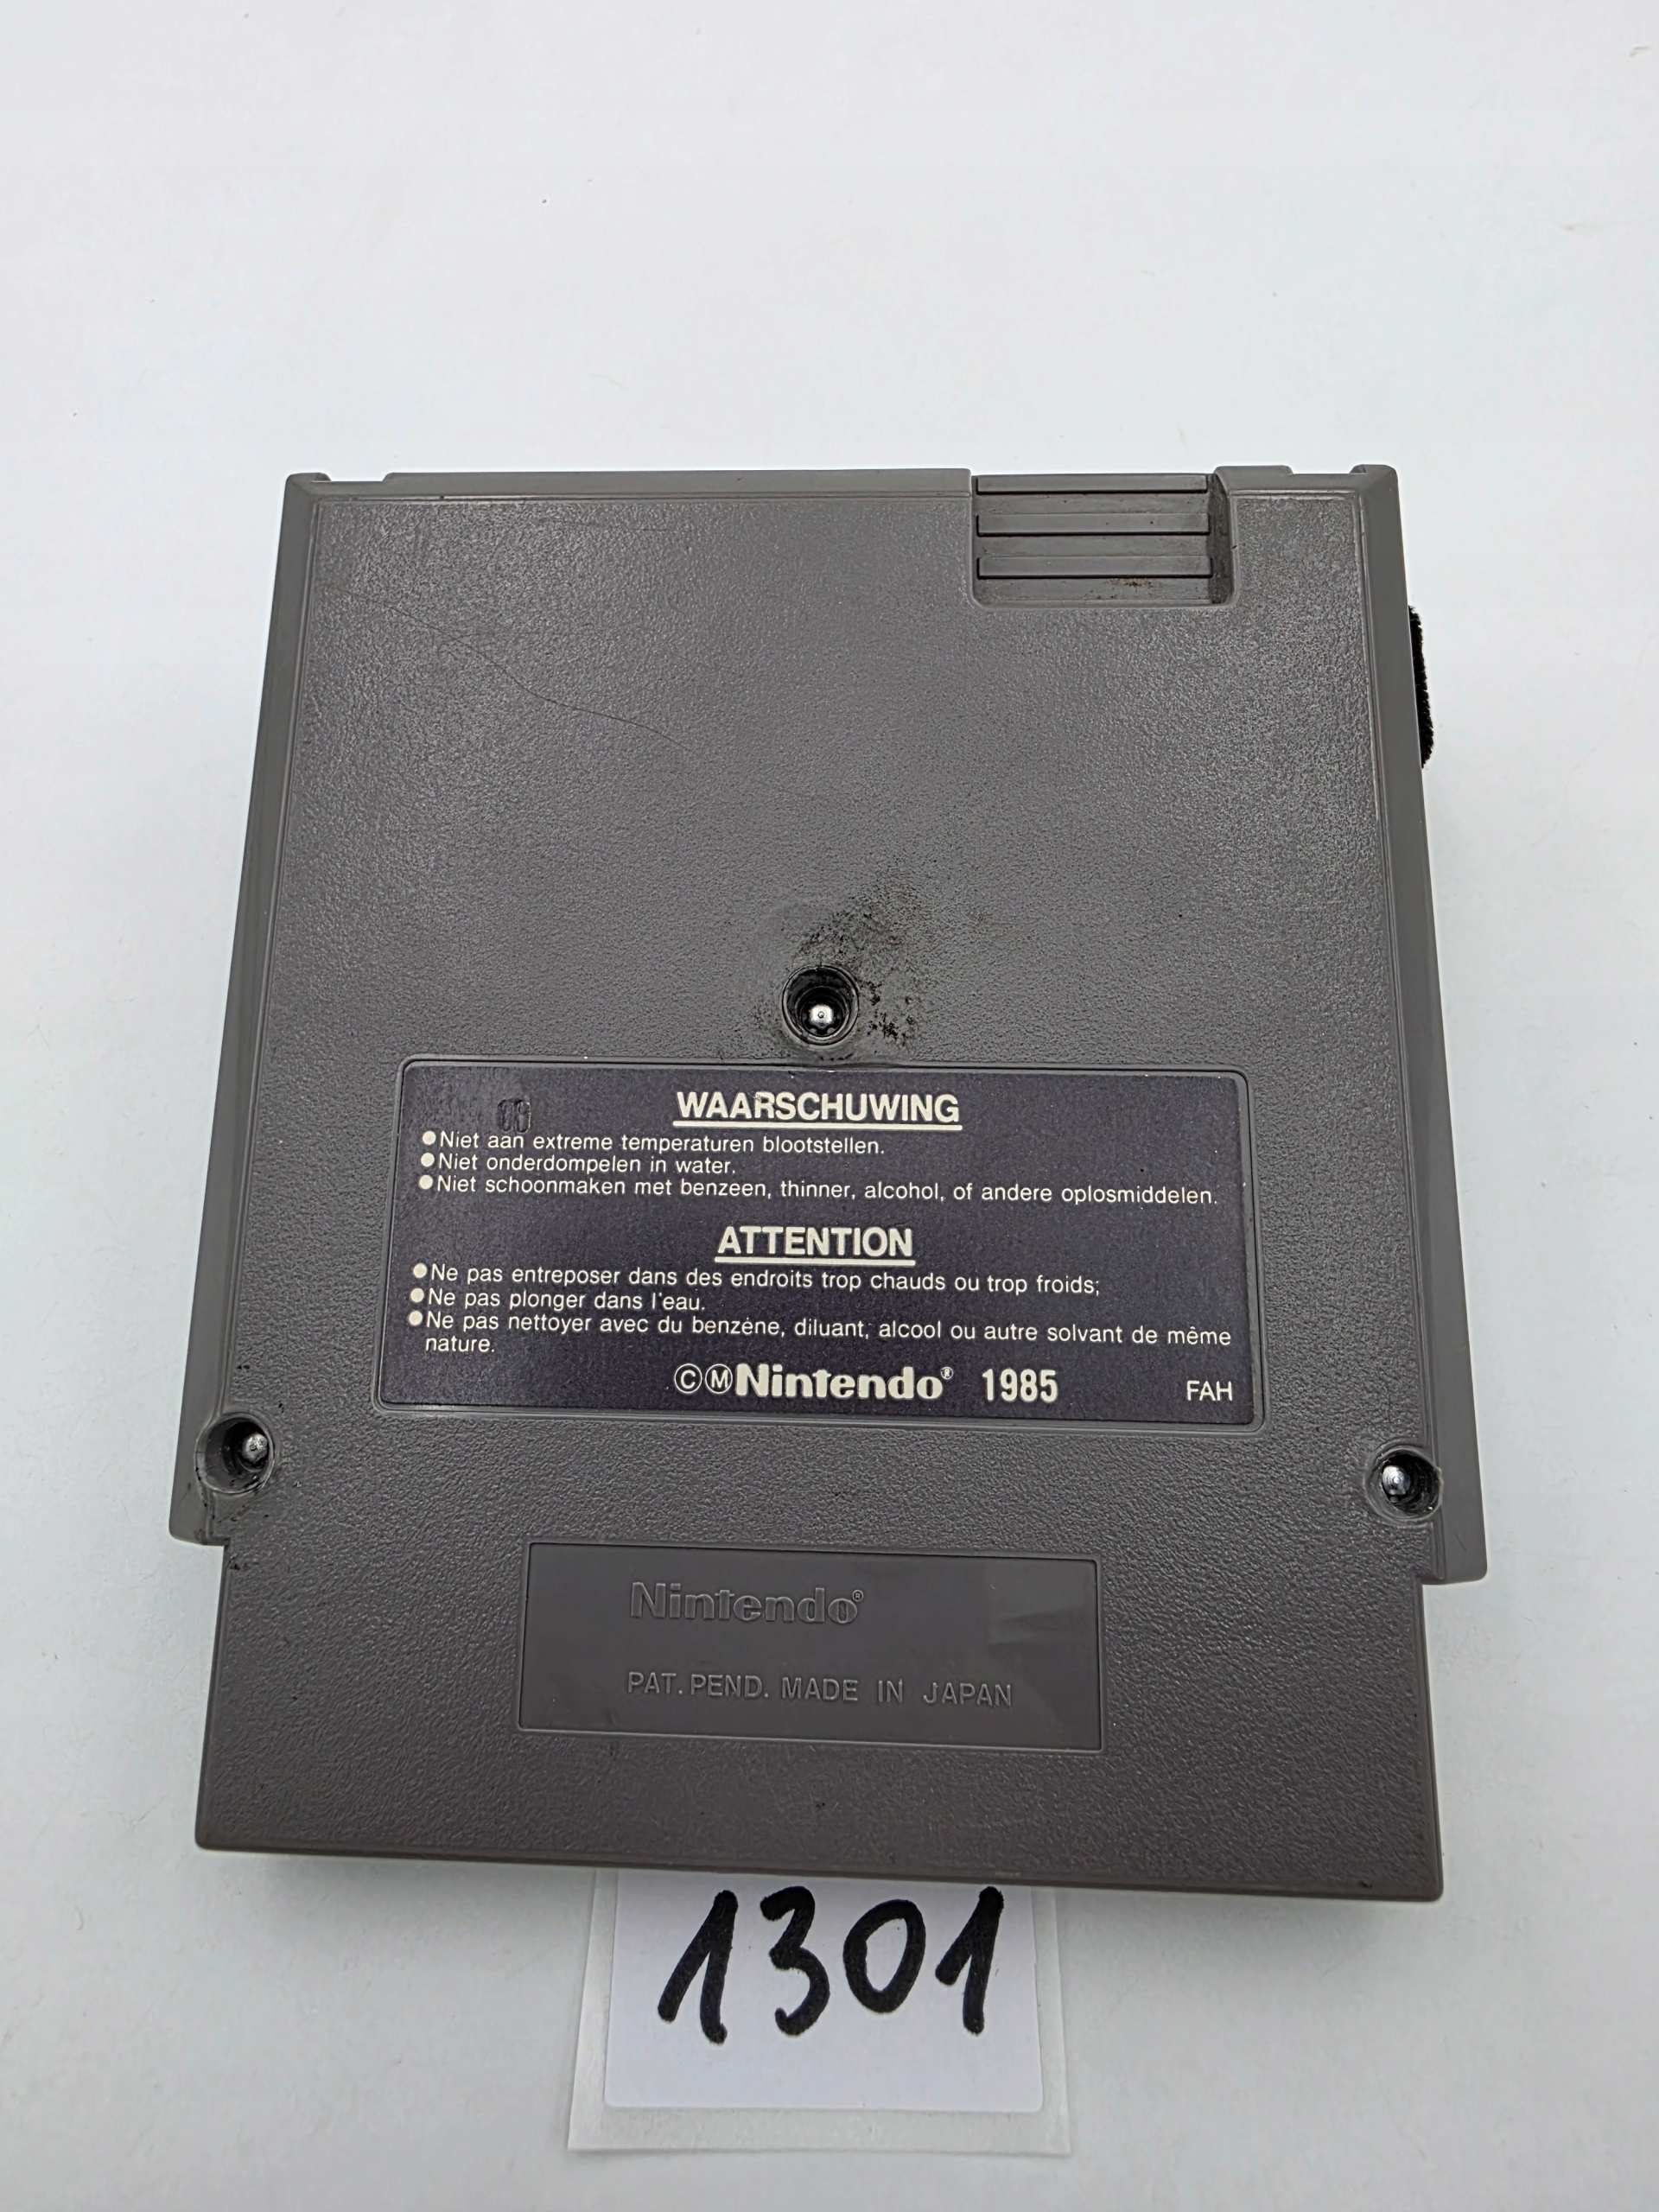 WAARSCHUWING
08
●Niet aan extreme temperaturen blootstellen.
●Niet onderdompelen in water.
●Niet schoonmaken met benzeen, thinner, alcohol, of andere oplosmiddelen.
ATTENTION
●Ne pas entreposer dans des endroits trop chauds ou trop froids;
●Ne pas plonger dans l'eau.
●Ne pas nettoyer avec du benzène, diluant, alcool ou autre solvant de même
nature.
©ⓂNintendo® 1985 FAH
Nintendo®
PAT. PEND. MADE IN JAPAN
1301